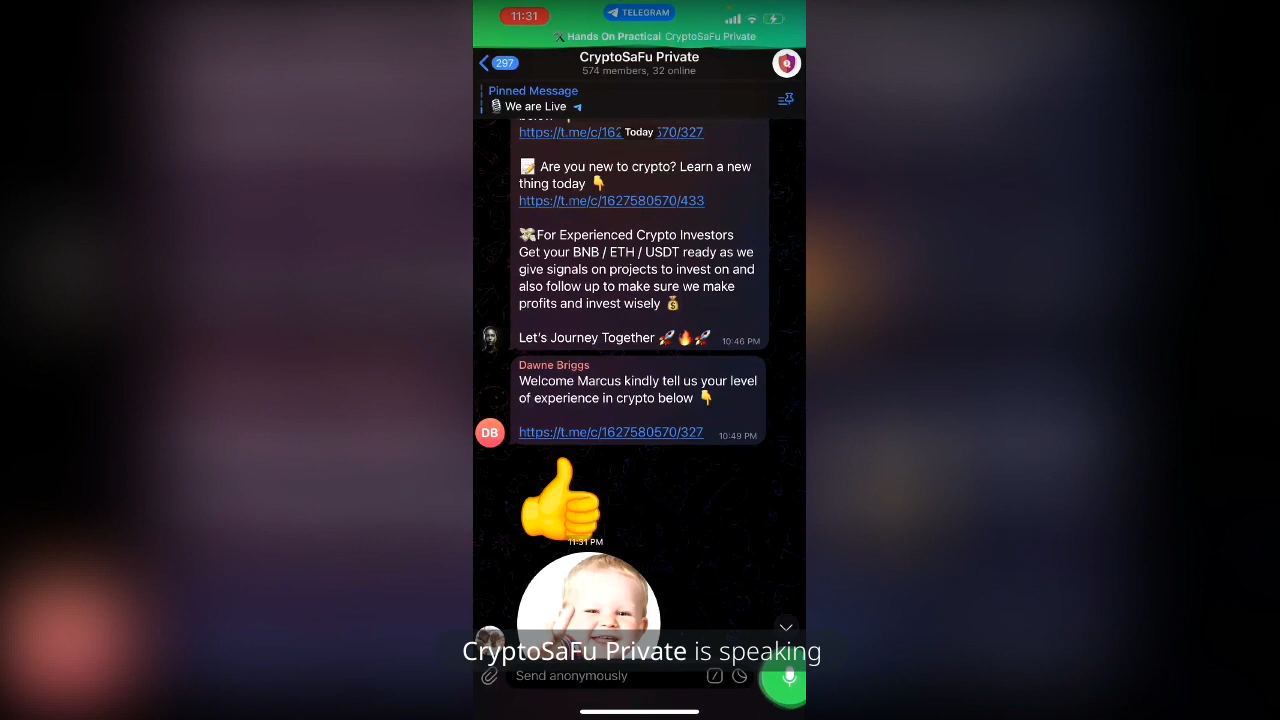 11:31
TELEGRAM
Hands On Practical CryptoSaFu Private
297
CryptoSaFu Private
574 members, 32 online
Pinned Message
We are Live
https://t.me/c/162
Today
570/327
Are you new to crypto? Learn a new
thing today
https://t.me/c/1627580570/433
For Experienced Crypto Investors
Get your BNB / ETH / USDT ready as we
give signals on projects to invest on and
also follow up to make sure we make
profits and invest wisely
Let's Journey Together
10:46 PM
Dawne Briggs
Welcome Marcus kindly tell us your level
of experience in crypto below
DB
https://t.me/c/1627580570/327
10:49 PM
11:31 PM
CryptoSaFu Private is speaking
Send anonymously